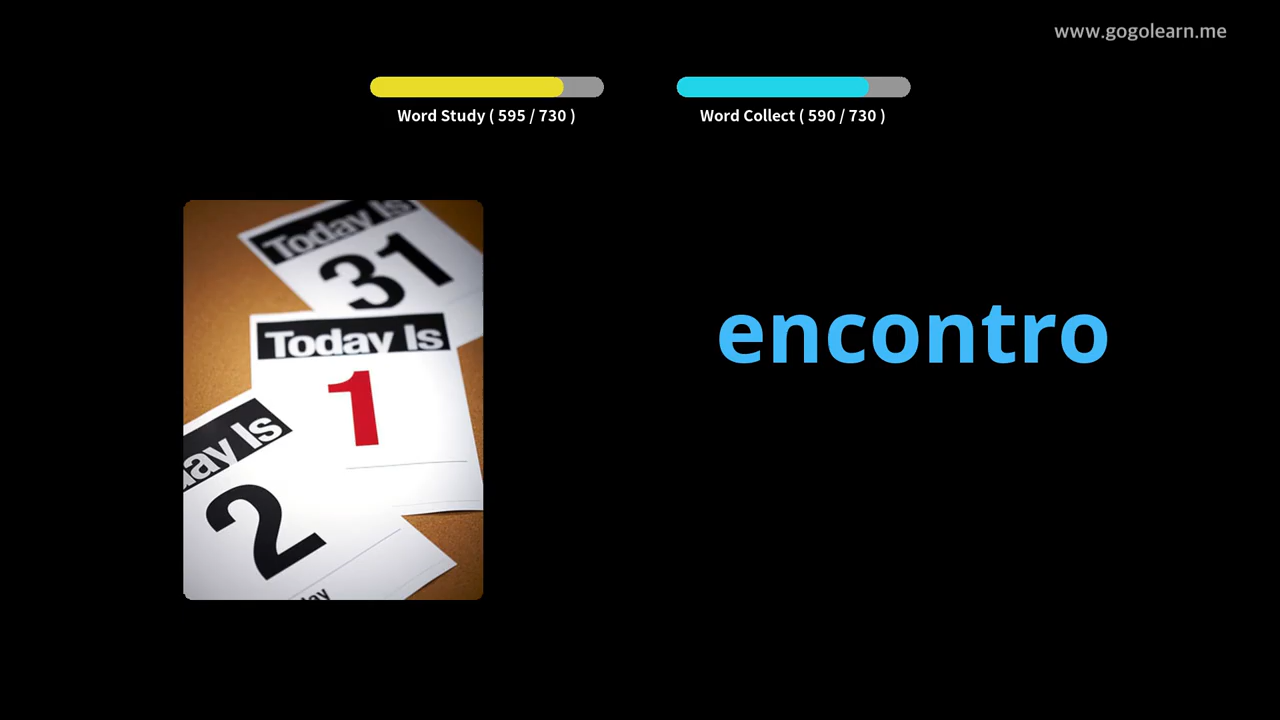 www.gogolearn.me
Word Study ( 595 / 730 )
Word Collect ( 590 / 730 )
Today Is
31
Today Is
1
ay Is
2
encontro